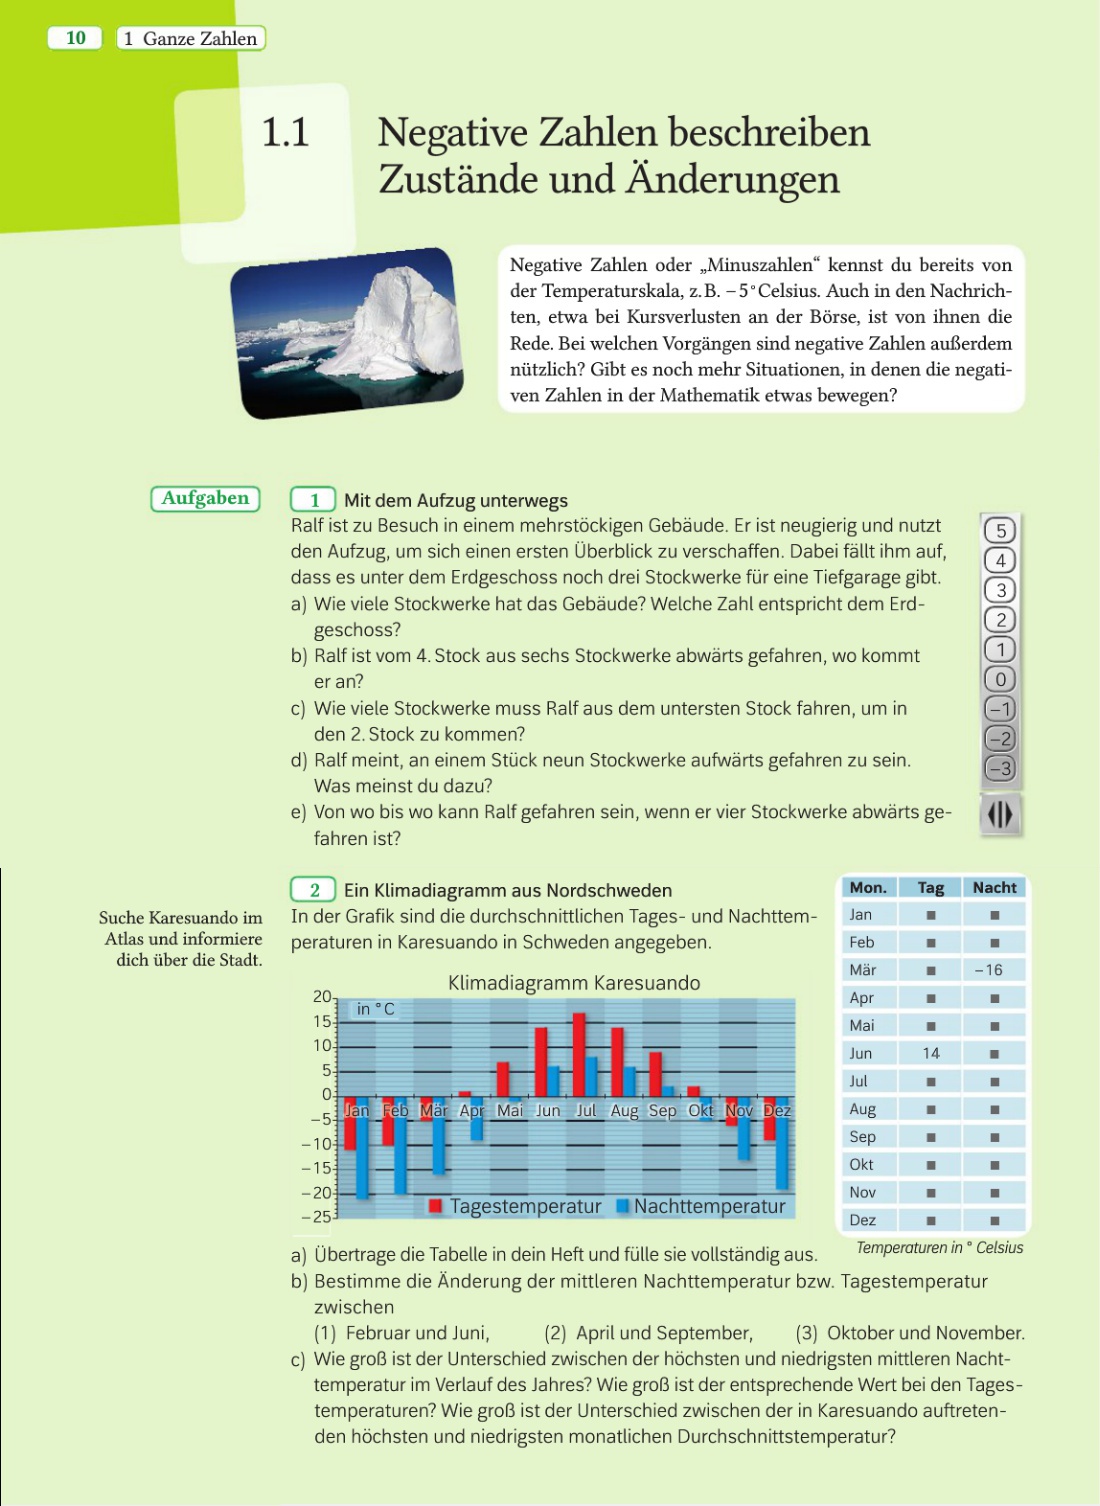 10
1 Ganze Zahlen
1.1
Negative Zahlen beschreiben
Zustände und Änderungen
Negative Zahlen oder „Minuszahlen“ kennst du bereits von
der Temperaturskala, z.B. −5°Celsius. Auch in den Nachrich-
ten, etwa bei Kursverlusten an der Börse, ist von ihnen die
Rede. Bei welchen Vorgängen sind negative Zahlen außerdem
nützlich? Gibt es noch mehr Situationen, in denen die negati-
ven Zahlen in der Mathematik etwas bewegen?
Aufgaben
1 Mit dem Aufzug unterwegs
Ralf ist zu Besuch in einem mehrstöckigen Gebäude. Er ist neugierig und nutzt
den Aufzug, um sich einen ersten Überblick zu verschaffen. Dabei fällt ihm auf,
dass es unter dem Erdgeschoss noch drei Stockwerke für eine Tiefgarage gibt.
a) Wie viele Stockwerke hat das Gebäude? Welche Zahl entspricht dem Erd-
geschoss?
b) Ralf ist vom 4. Stock aus sechs Stockwerke abwärts gefahren, wo kommt
er an?
c) Wie viele Stockwerke muss Ralf aus dem untersten Stock fahren, um in
den 2. Stock zu kommen?
d) Ralf meint, an einem Stück neun Stockwerke aufwärts gefahren zu sein.
Was meinst du dazu?
e) Von wo bis wo kann Ralf gefahren sein, wenn er vier Stockwerke abwärts ge-
fahren ist?
5
4
3
2
1
0
−1
−2
−3
Suche Karesuando im
Atlas und informiere
dich über die Stadt.
2 Ein Klimadiagramm aus Nordschweden
In der Grafik sind die durchschnittlichen Tages- und Nachttem-
peraturen in Karesuando in Schweden angegeben.
Klimadiagramm Karesuando
in °C
20
15
10
5
0
−5
−10
−15
−20
−25
Jan Feb Mär Apr Mai Jun Jul Aug Sep Okt Nov Dez
Tagestemperatur Nachttemperatur
Mon. Tag Nacht
Jan ■ ■
Feb ■ ■
Mär ■ −16
Apr ■ ■
Mai ■ ■
Jun 14 ■
Jul ■ ■
Aug ■ ■
Sep ■ ■
Okt ■ ■
Nov ■ ■
Dez ■ ■
Temperaturen in ° Celsius
a) Übertrage die Tabelle in dein Heft und fülle sie vollständig aus.
b) Bestimme die Änderung der mittleren Nachttemperatur bzw. Tagestemperatur
zwischen
(1) Februar und Juni, (2) April und September, (3) Oktober und November.
c) Wie groß ist der Unterschied zwischen der höchsten und niedrigsten mittleren Nacht-
temperatur im Verlauf des Jahres? Wie groß ist der entsprechende Wert bei den Tages-
temperaturen? Wie groß ist der Unterschied zwischen der in Karesuando auftreten-
den höchsten und niedrigsten monatlichen Durchschnittstemperatur?